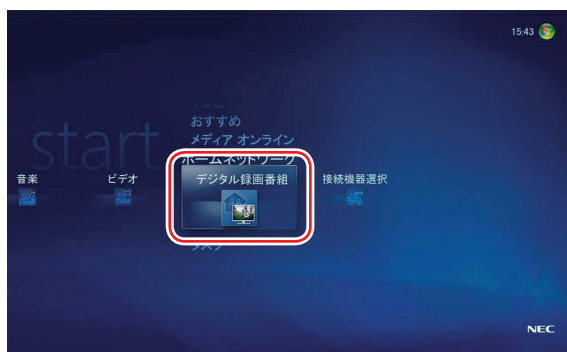 15:43
start
おすすめ
メディア オンライン
ホームネットワーク
音楽
ビデオ
デジタル録画番組
接続機器選択
NEC